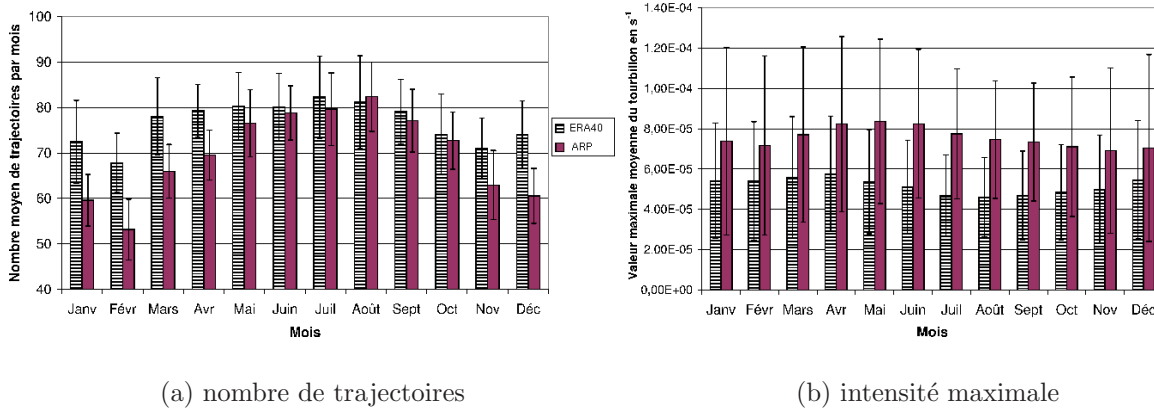 100
90
80
70
60
50
40
Nombre moyen de trajectoires par mois
Janv Févr Mars Avr Mai Juin Juil Août Sept Oct Nov Déc
Mois
ERA40
ARP
1.40E-04
1.20E-04
1.00E-04
8.00E-05
6.00E-05
4.00E-05
2.00E-05
0,00E+00
Valeur maximale moyenne du tourbillon en s-1
Janv Févr Mars Avr Mai Juin Juil Août Sept Oct Nov Déc
Mois
(a) nombre de trajectoires
(b) intensité maximale